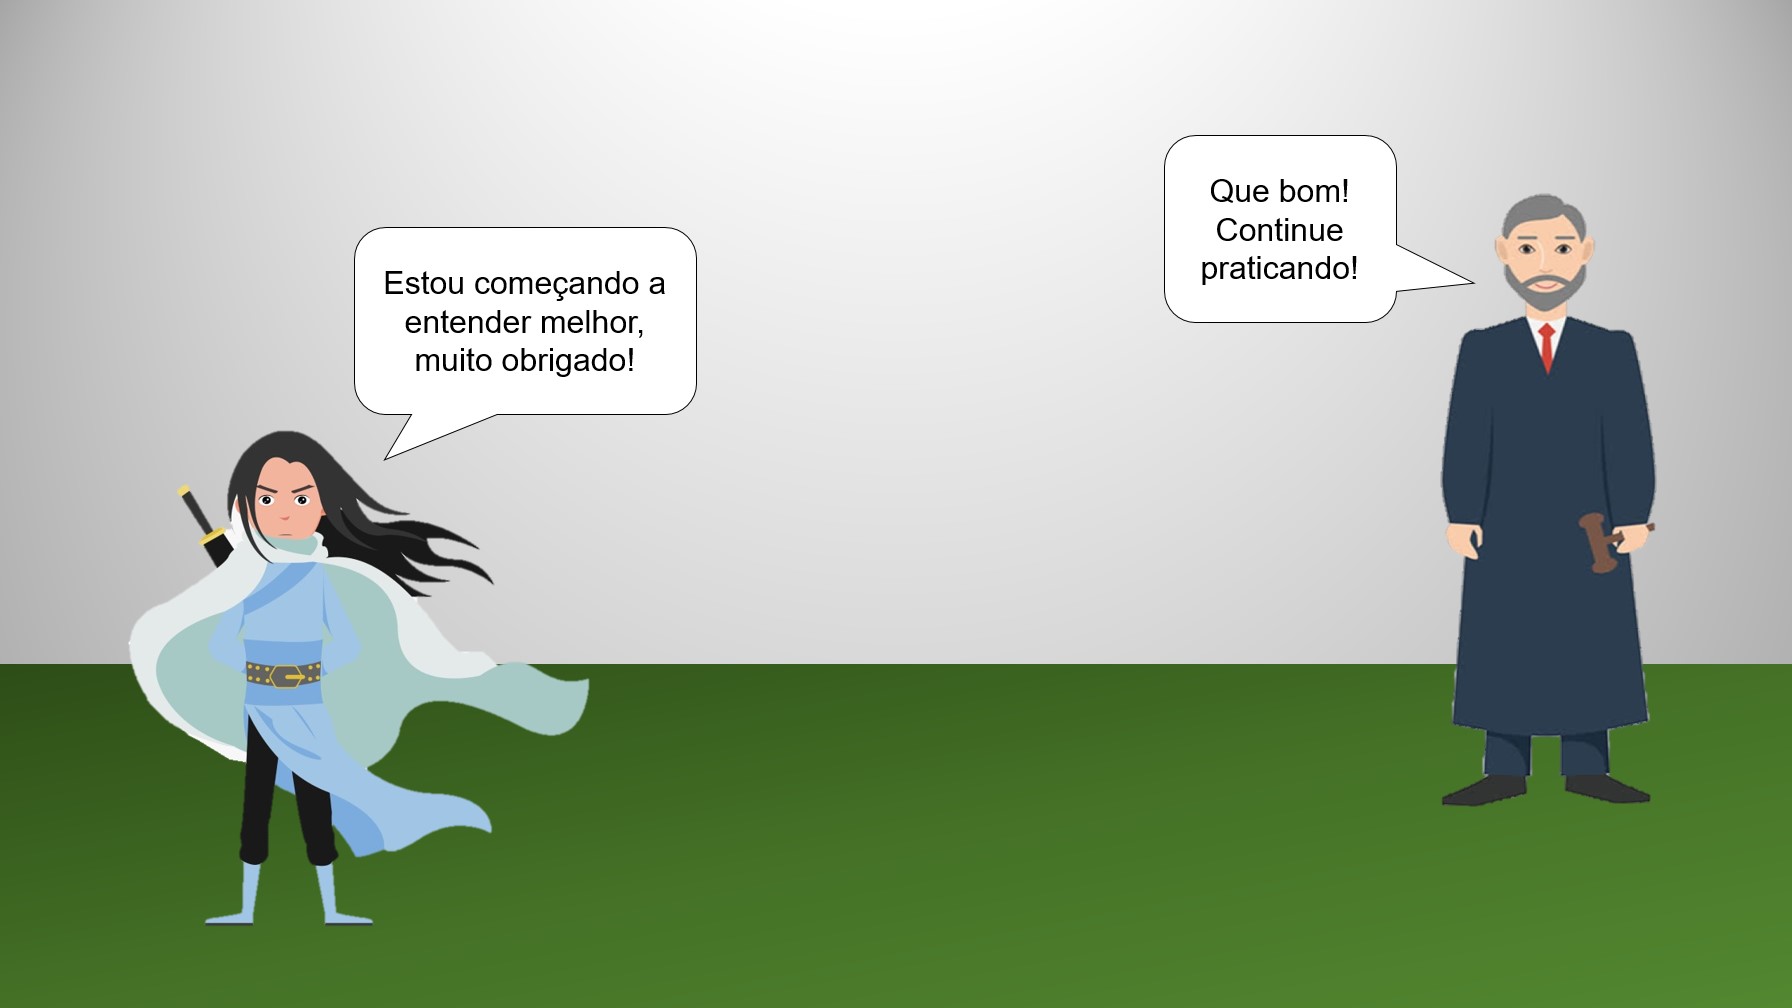 Estou começando a
entender melhor,
muito obrigado!
Que bom!
Continue
praticando!